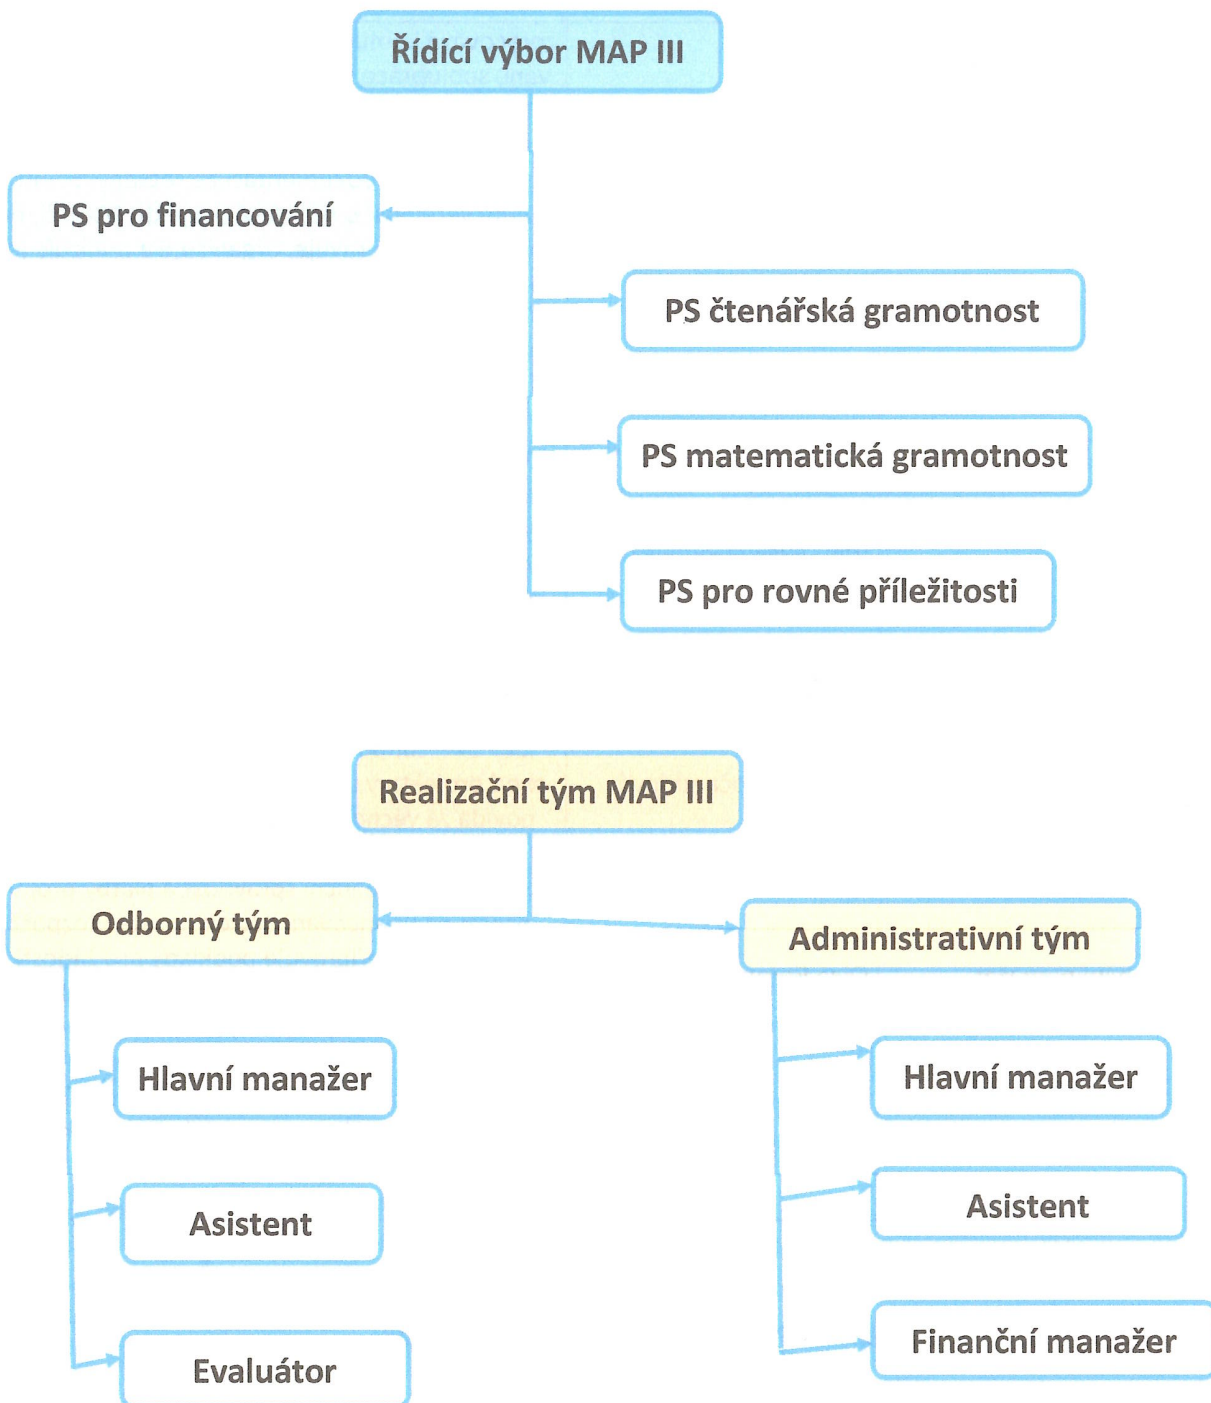 Řídící výbor MAP III
PS pro financování
PS čtenářská gramotnost
PS matematická gramotnost
PS pro rovné příležitosti
Realizační tým MAP III
Odborný tým
Administrativní tým
Hlavní manažer
Hlavní manažer
Asistent
Asistent
Evaluátor
Finanční manažer